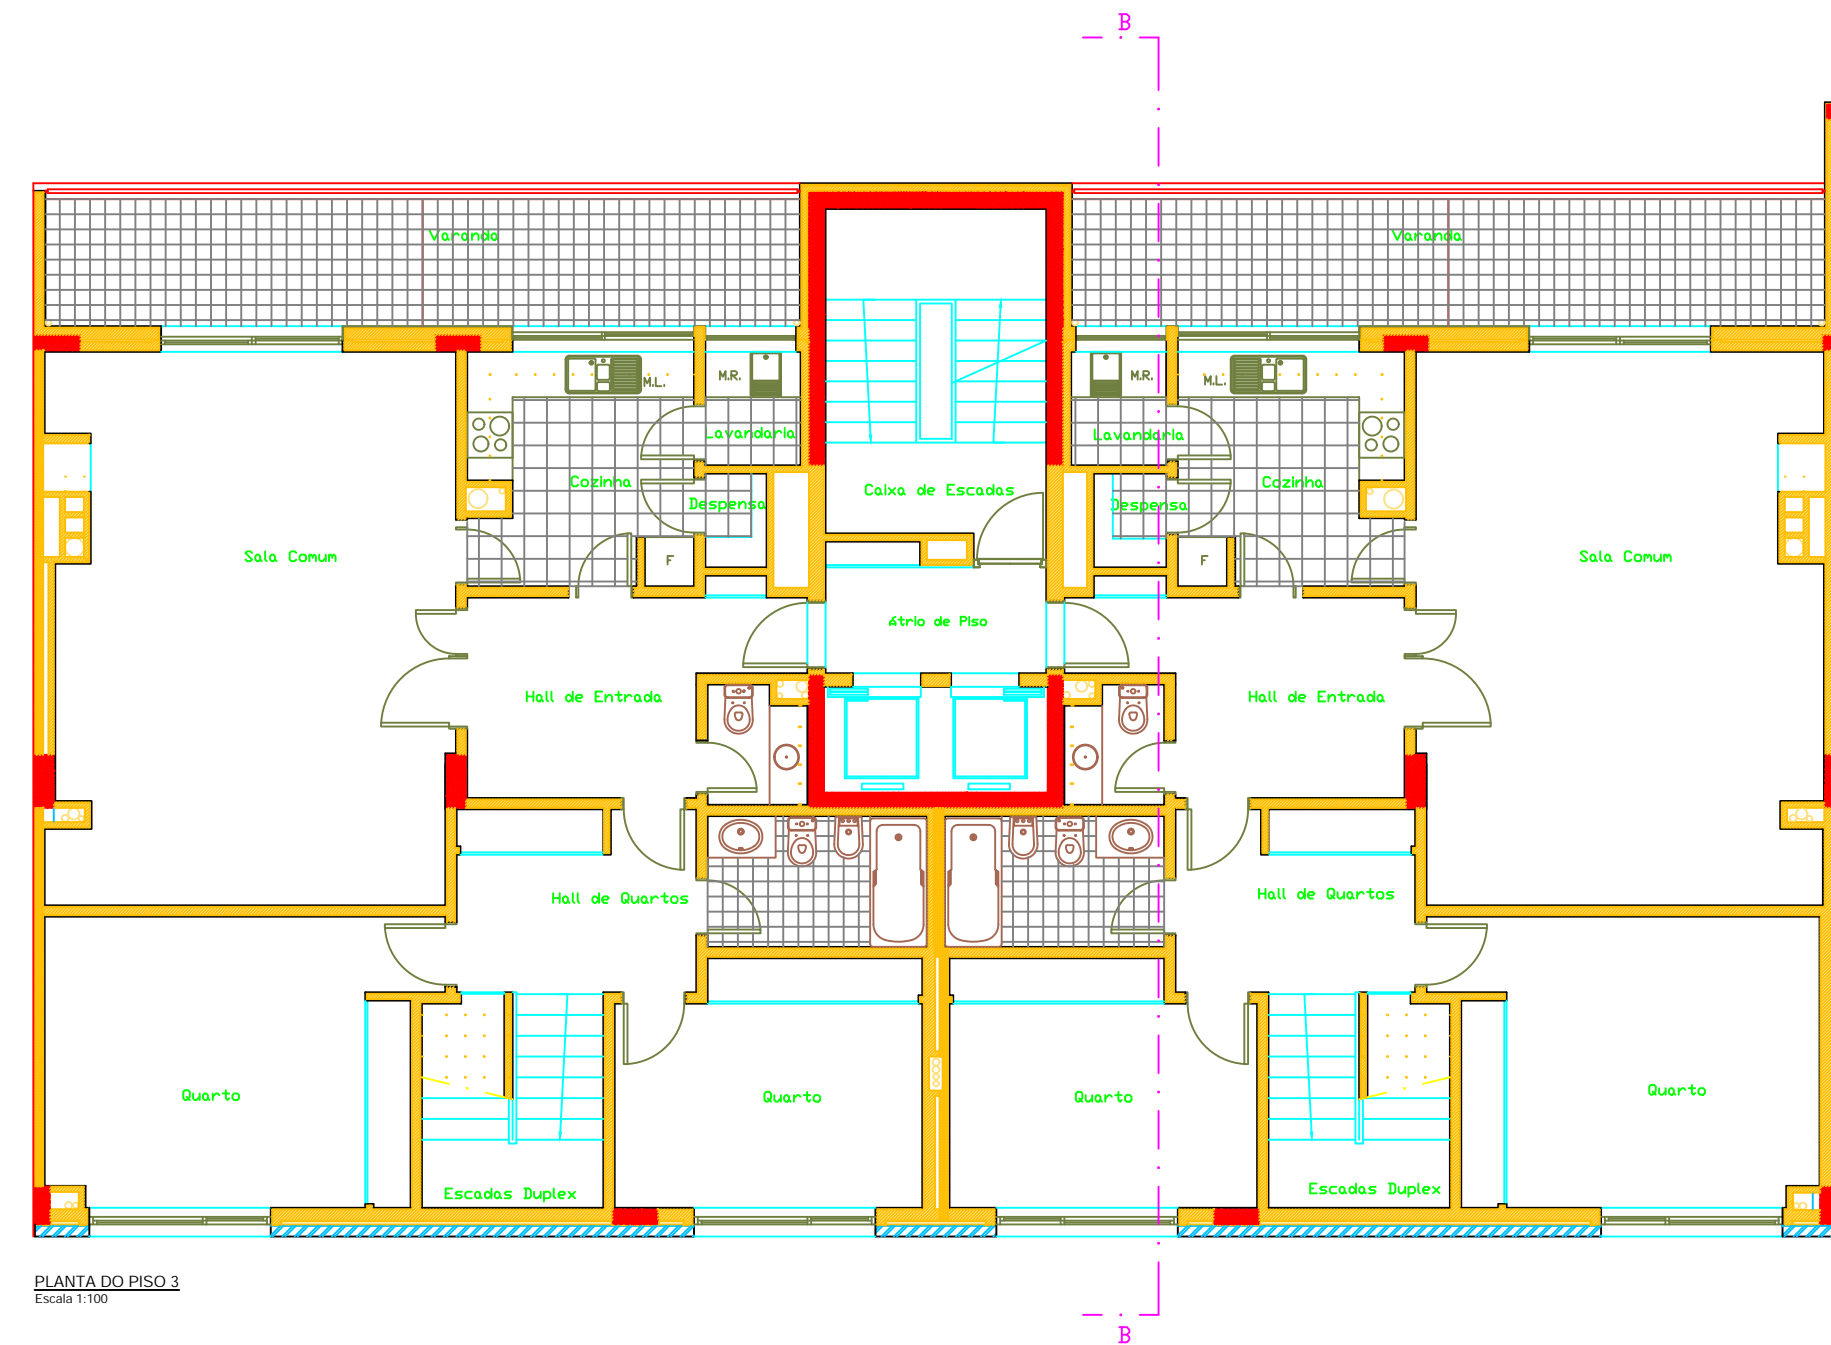 B
Varanda
Varanda
M.L.
M.R.
M.R.
M.L.
Lavandaria
Lavandaria
Cozinha
Caixa de Escadas
Cozinha
Despensa
Despensa
Sala Comum
F
F
Sala Comum
Átrio de Piso
Hall de Entrada
Hall de Entrada
Hall de Quartos
Hall de Quartos
Quarto
Quarto
Quarto
Quarto
Escadas Duplex
Escadas Duplex
PLANTA DO PISO 3
Escala 1:100
B